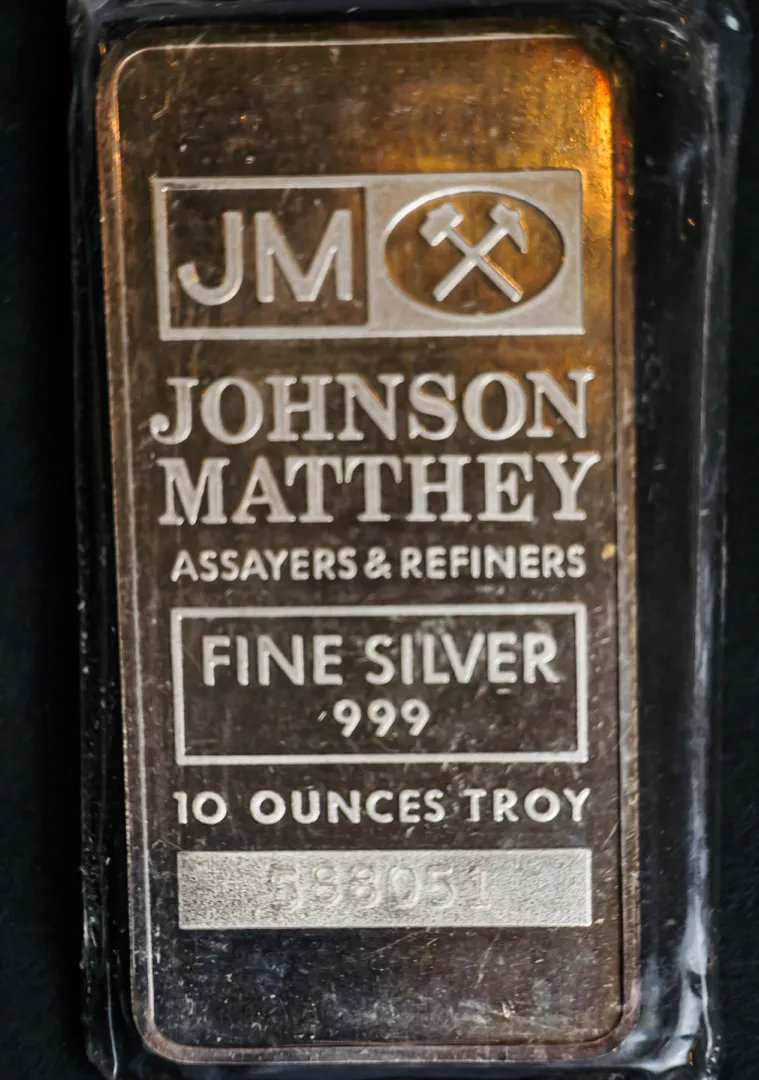 JM
JOHNSON
MATTHEY
ASSAYERS & REFINERS
FINE SILVER
999
10 OUNCES TROY